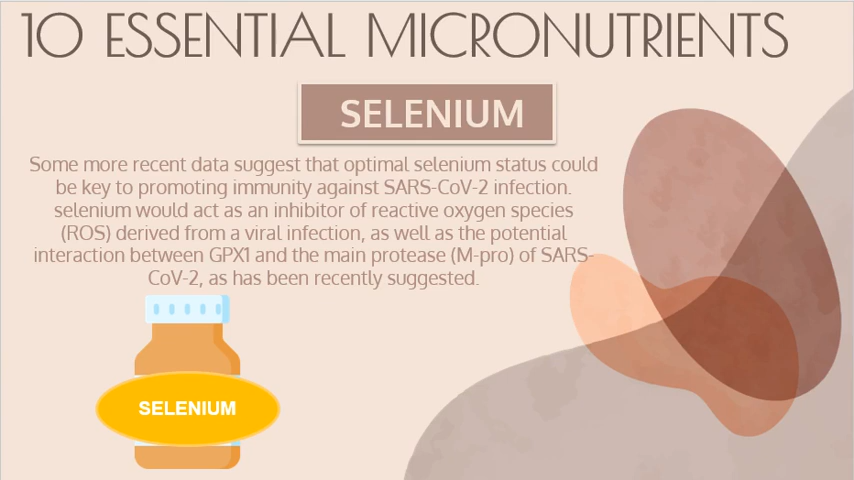 10 ESSENTIAL MICRONUTRIENTS
SELENIUM
Some more recent data suggest that optimal selenium status could
be key to promoting immunity against SARS-CoV-2 infection.
selenium would act as an inhibitor of reactive oxygen species
(ROS) derived from a viral infection, as well as the potential
interaction between GPX1 and the main protease (M-pro) of SARS-
CoV-2, as has been recently suggested.
SELENIUM